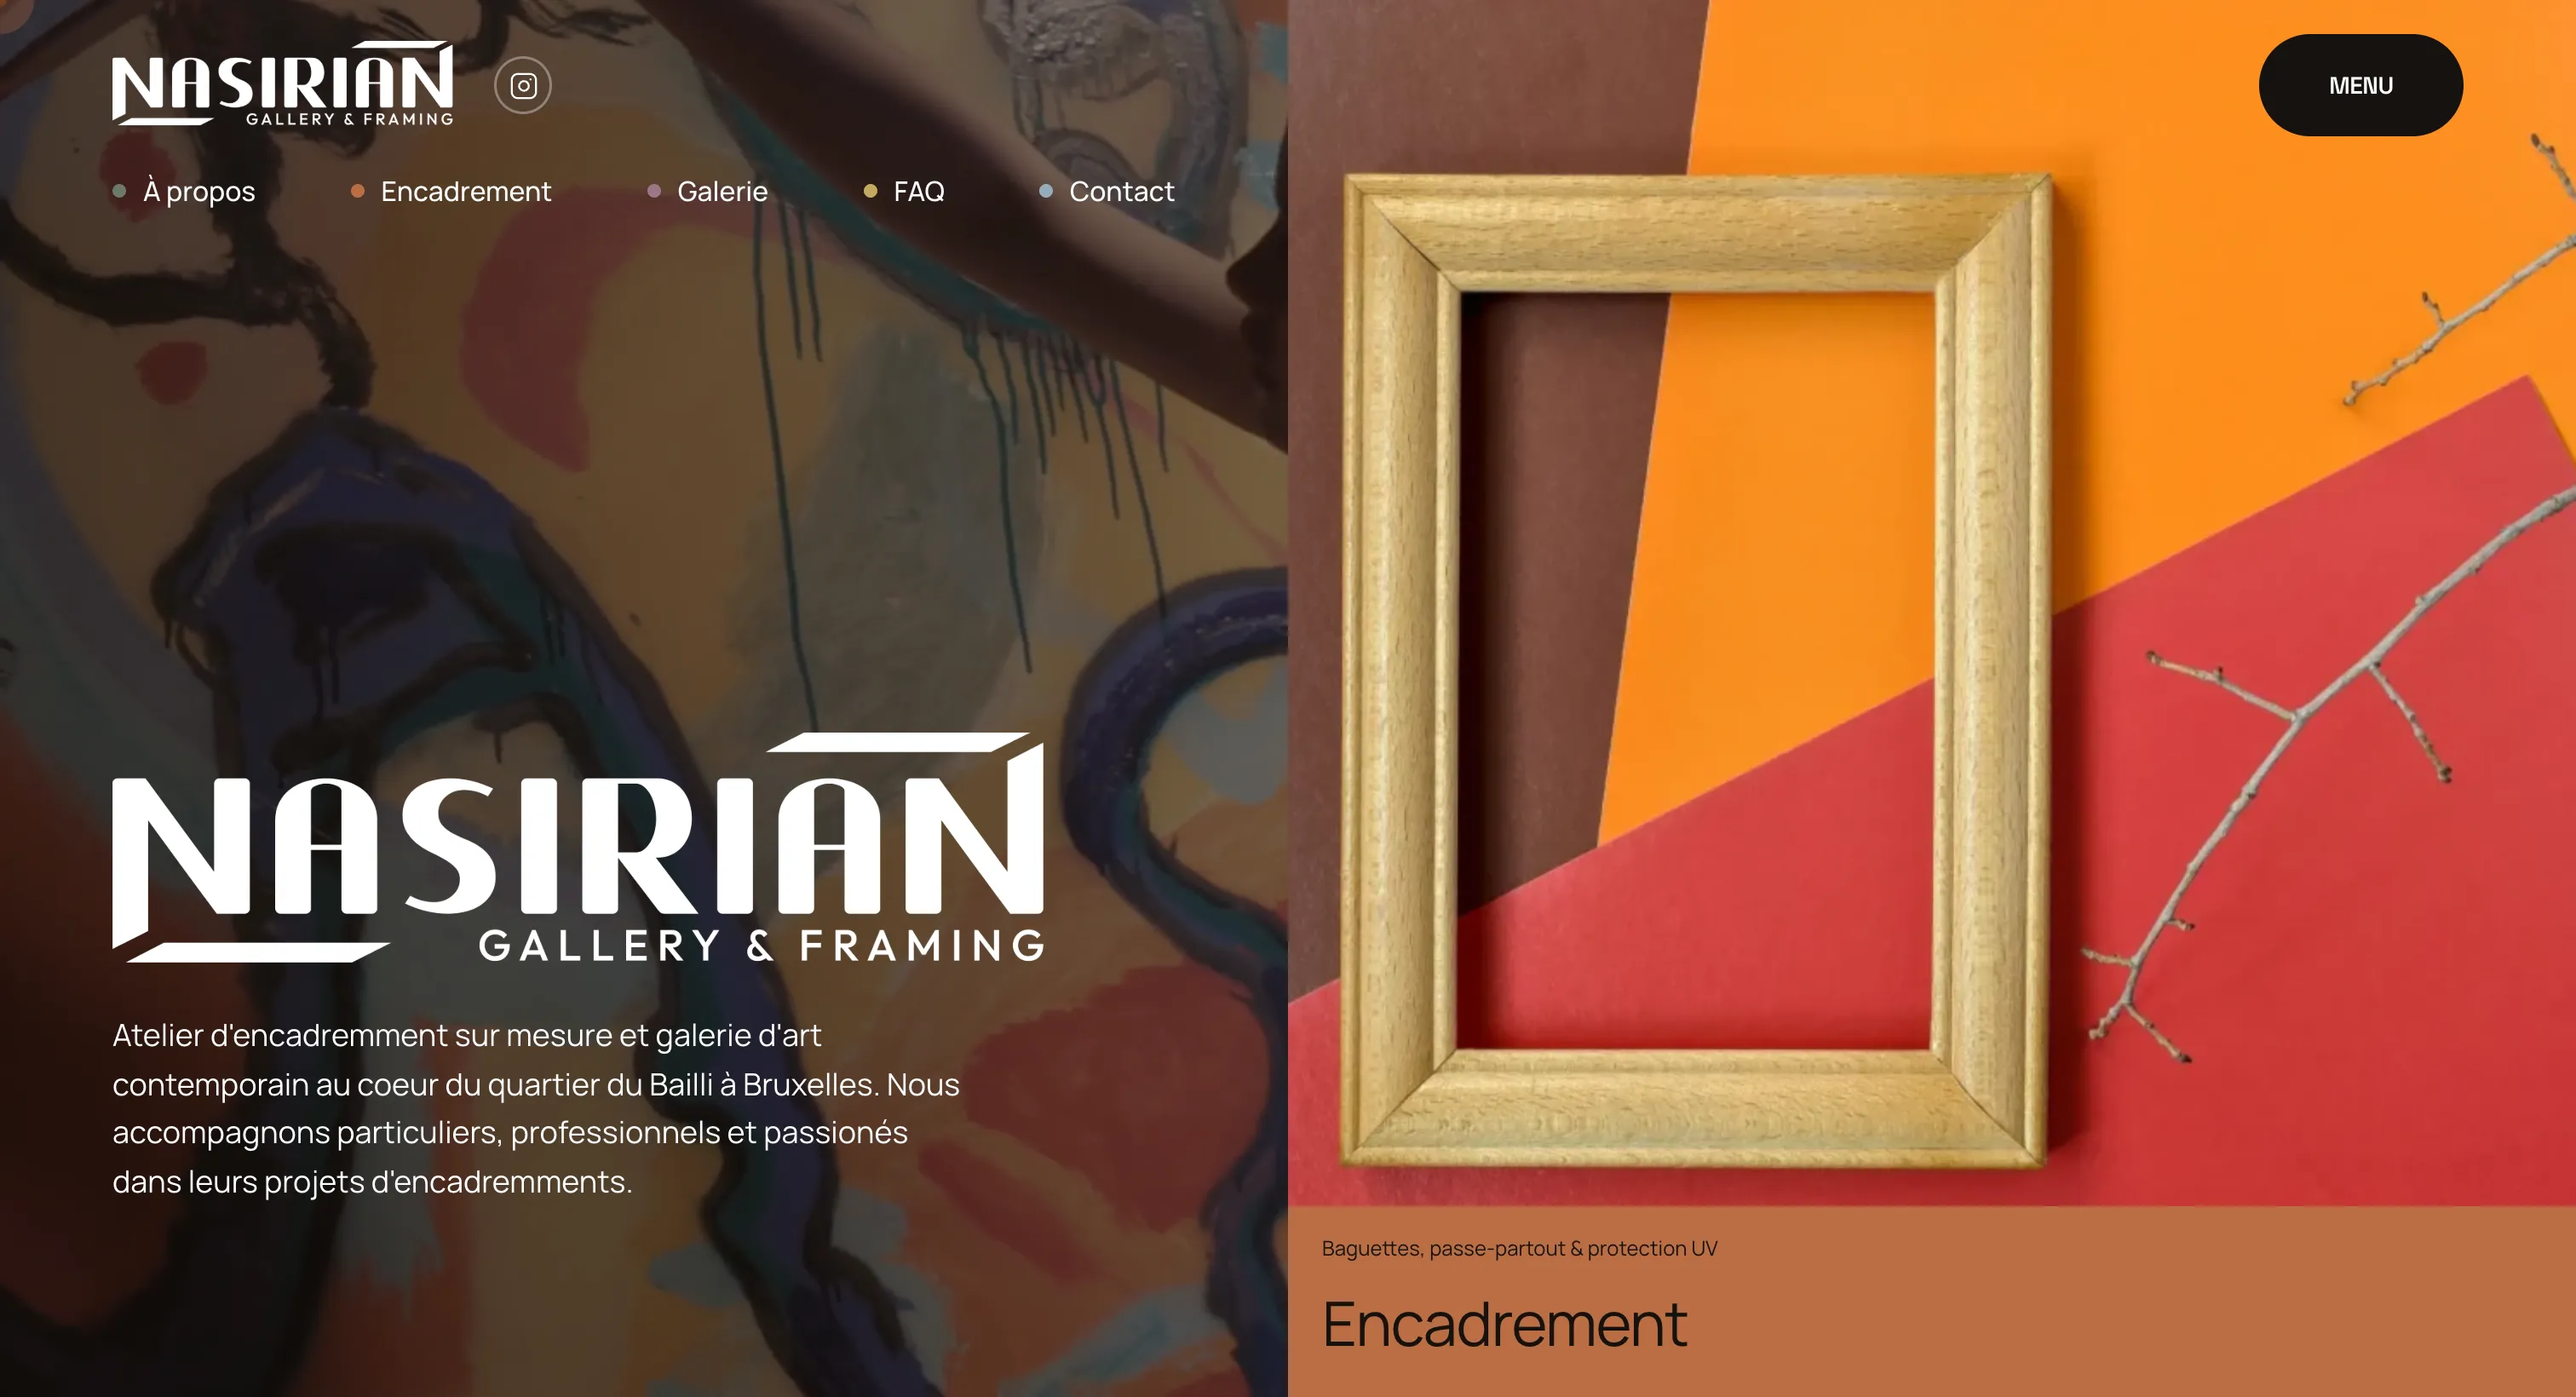 NASIRIAN
GALLERY & FRAMING
MENU
À propos
Encadrement
Galerie
FAQ
Contact
NASIRIAN
GALLERY & FRAMING
Atelier d'encadremment sur mesure et galerie d'art
contemporain au coeur du quartier du Bailli à Bruxelles. Nous
accompagnons particuliers, professionnels et passionés
dans leurs projets d'encadremments.
Baguettes, passe-partout & protection UV
Encadrement